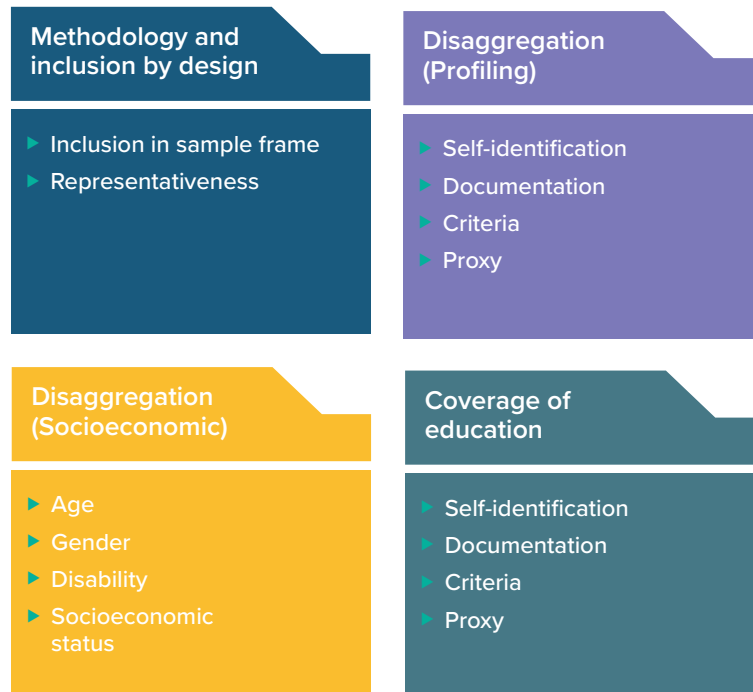 Methodology and
inclusion by design
Inclusion in sample frame
Representativeness
Disaggregation
(Profiling)
Self-identification
Documentation
Criteria
Proxy
Disaggregation
(Socioeconomic)
Age
Gender
Disability
Socioeconomic
status
Coverage of
education
Self-identification
Documentation
Criteria
Proxy